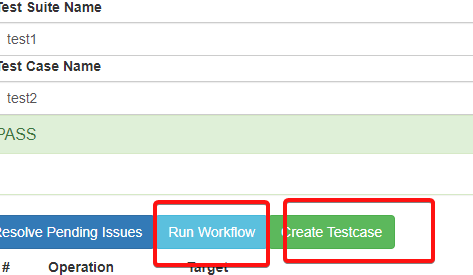 Test Suite Name
test1
Test Case Name
test2
PASS
Resolve Pending Issues Run Workflow Create Testcase
# Operation Target